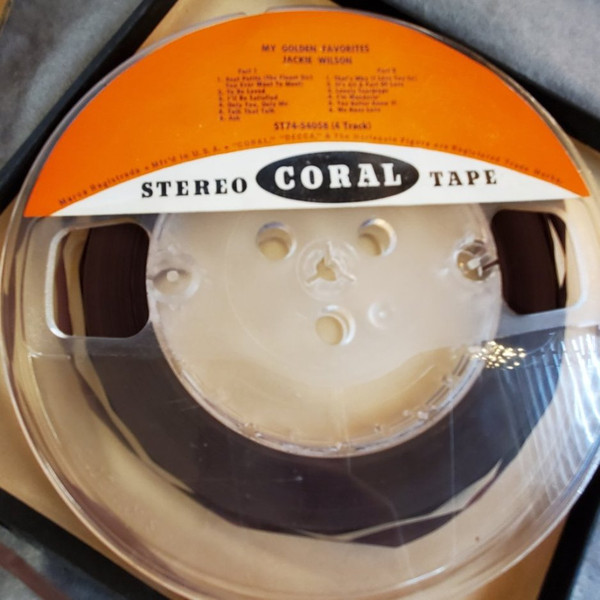 MY GOLDEN FAVORITES
JACKIE WILSON
Part 1
Part 2
1. Reet Petite (The Finest Girl
You Ever Want To Meet)
2. To Be Loved
3. I'll Be Satisfied
4. Only You, Only Me
5. Talk That Talk
6. Ask
1. That's Why (I Love You So)
2. It's All A Part Of Love
3. Lonely Teardrops
4. I'm Wanderin'
5. You Better Know It
6. We Have Love
ST74-54058 (4 Track)
Marca Registrada • Mfr'd in U.S.A. • "CORAL," "DECCA," & The Harlequin Figure are Registered Trade Marks
STEREO CORAL TAPE